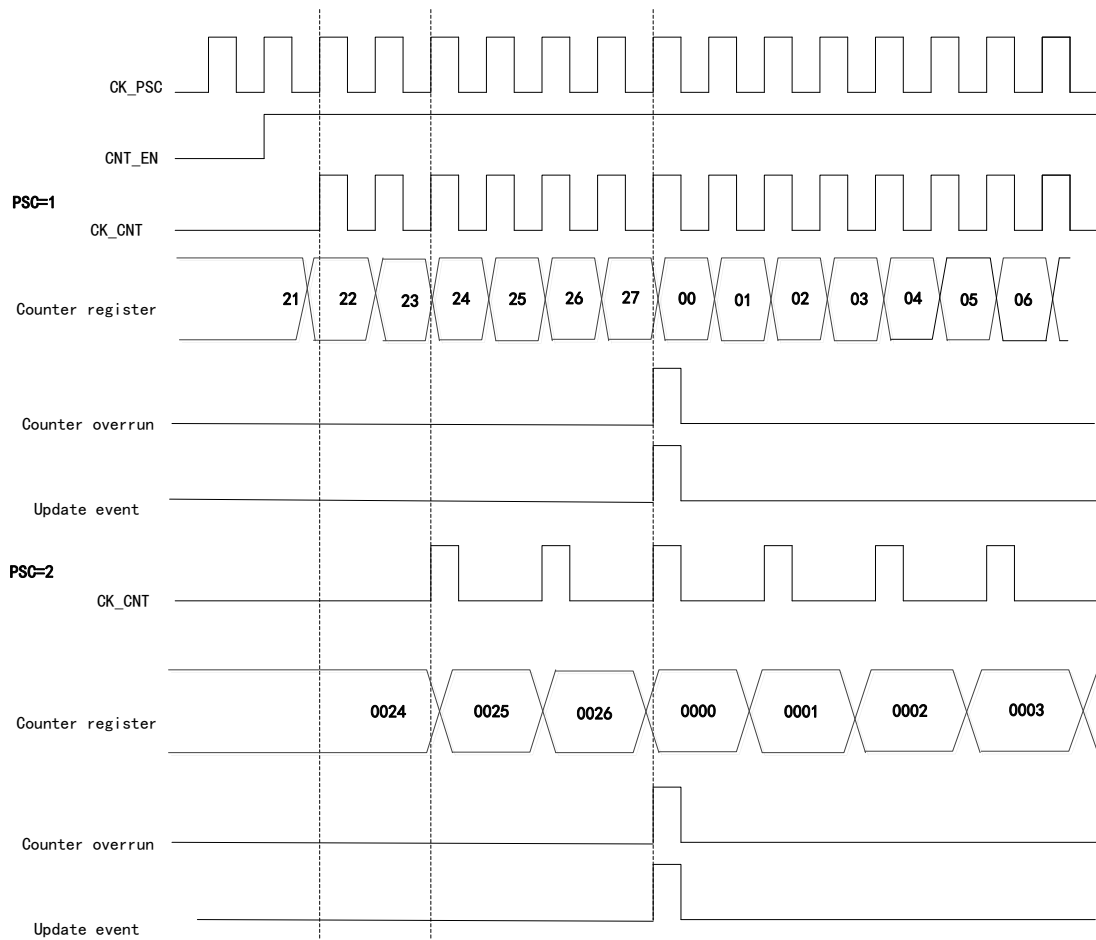 CK_PSC
CNT_EN
PSC=1
CK_CNT
Counter register 21 22 23 24 25 26 27 00 01 02 03 04 05 06
Counter overrun
Update event
PSC=2
CK_CNT
Counter register 0024 0025 0026 0000 0001 0002 0003
Counter overrun
Update event